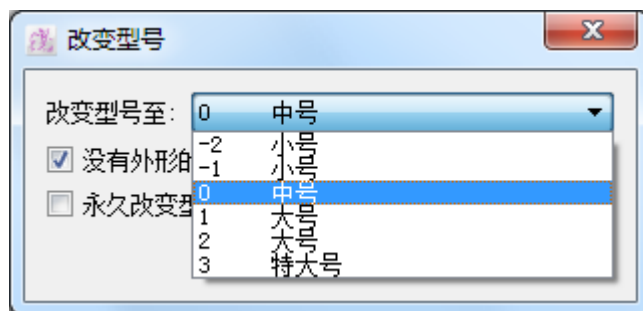 改变型号
改变型号至: 0 中号
-2 小号
没有外形的
-1 小号
0 中号
永久改变型
1 大号
2 大号
3 特大号